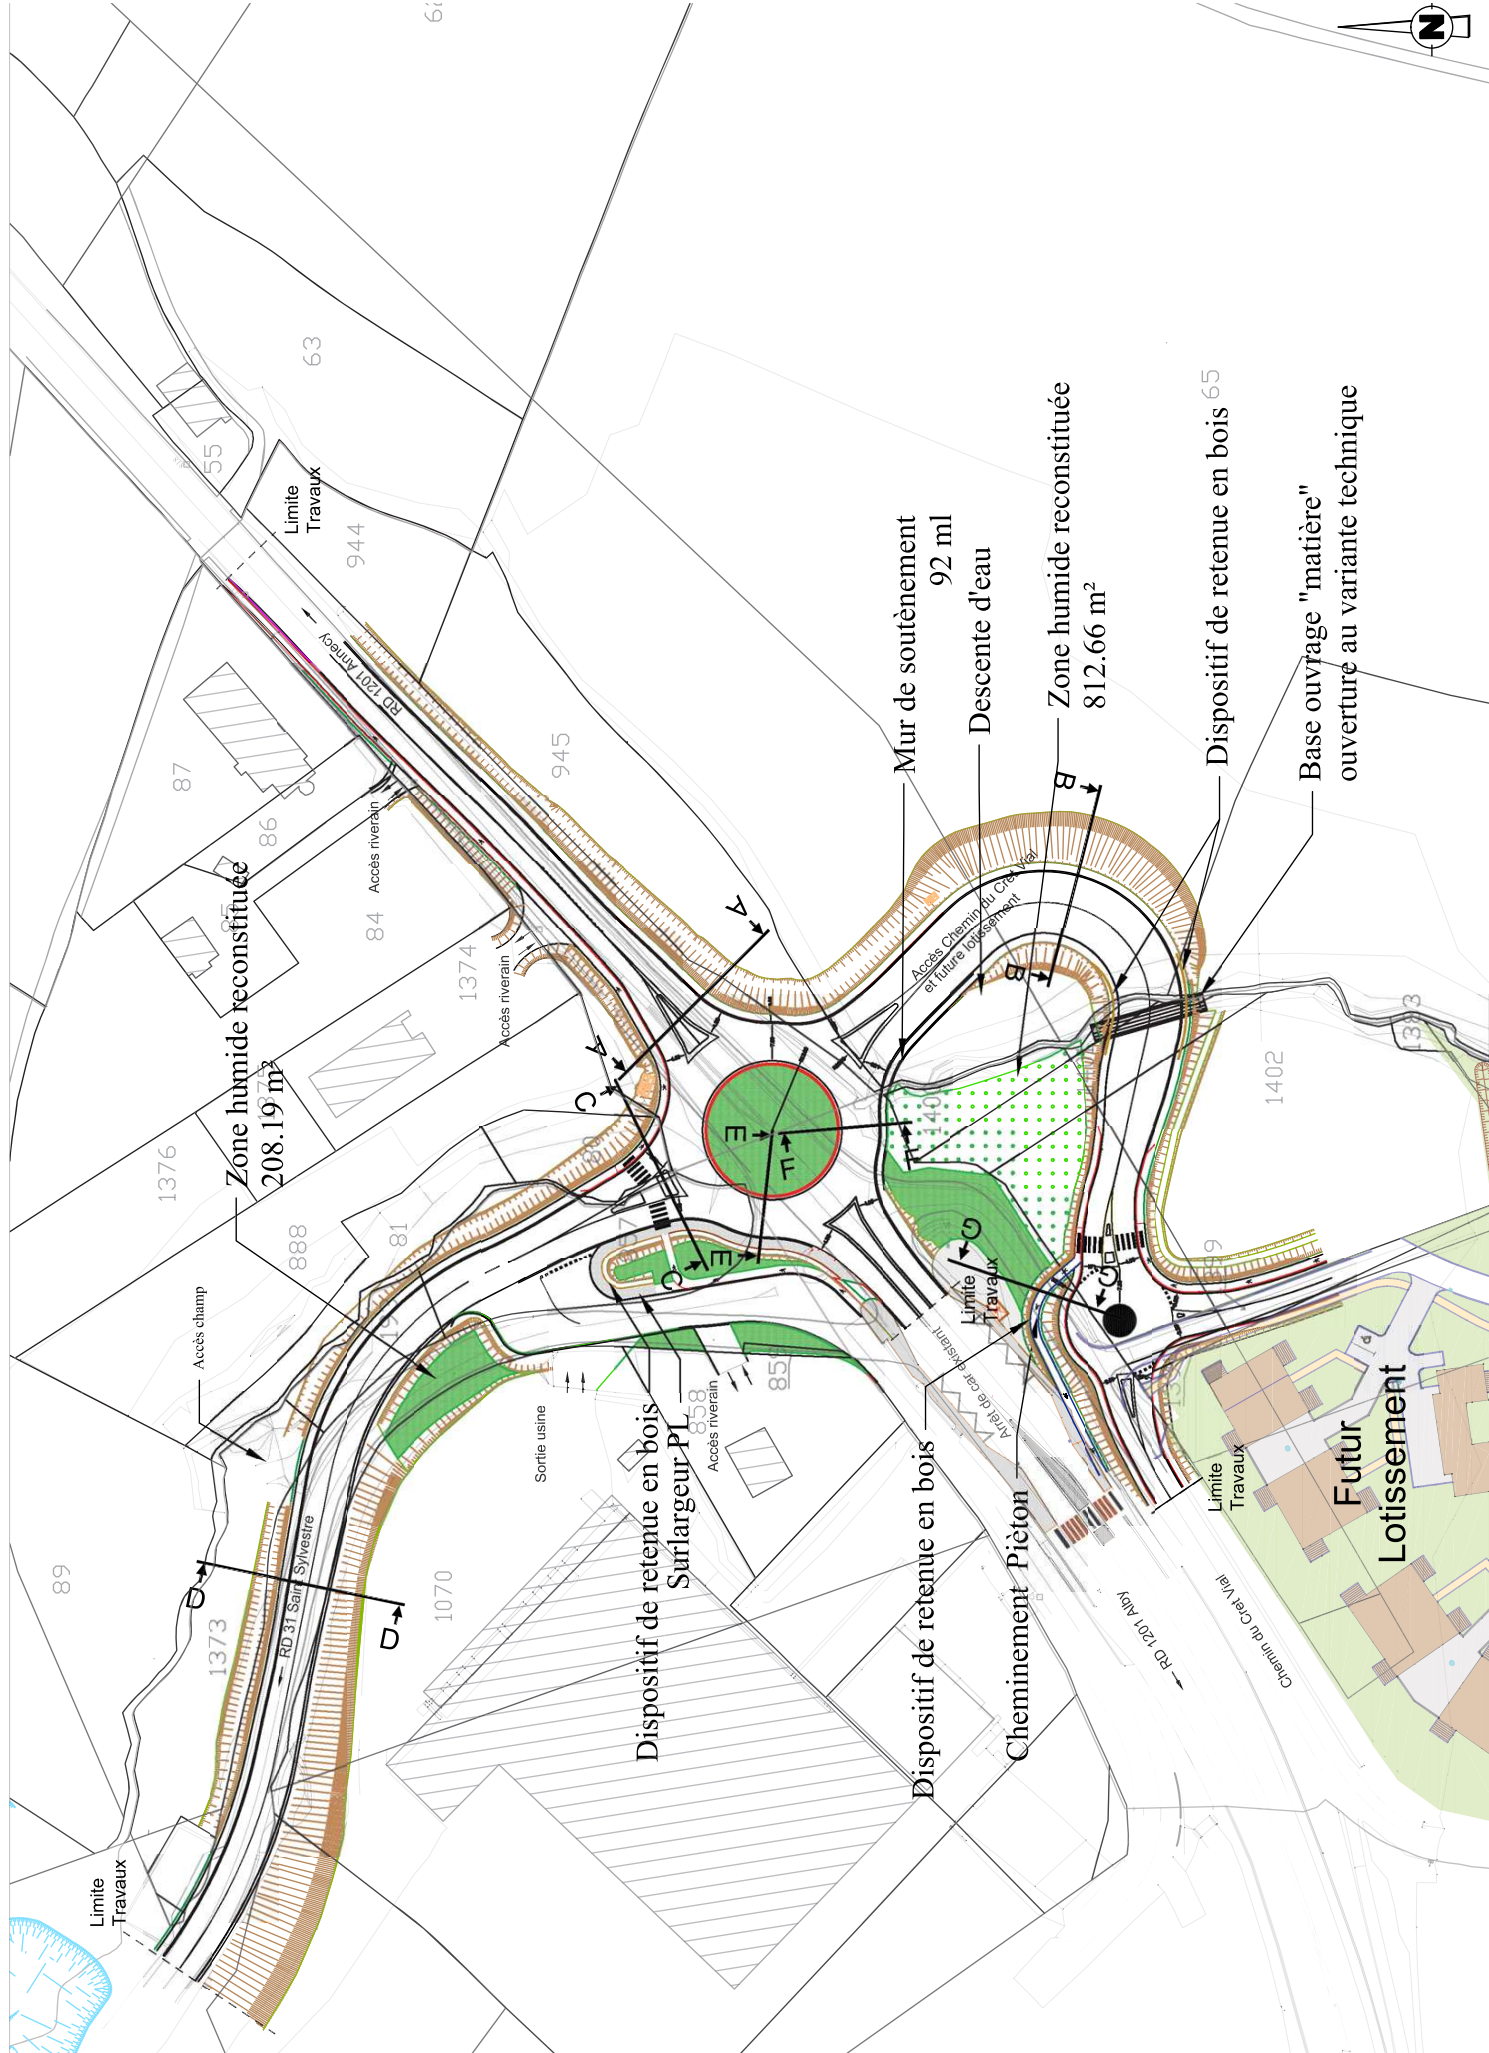 N
63
55
Limite
Travaux
944
RD 1201 Annecy
87
86
85
945
Accès riverain
84
1374
Accès riverain
Zone humide reconstituée
208.19 m²
1375
1376
888
81
80
Accès champ
Mur de soutènement
92 ml
Descente d'eau
Zone humide reconstituée
812.66 m²
65
Dispositif de retenue en bois
Base ouvrage "matière"
ouverture au variante technique
A
A
B
B
Accès Chemin du Cret Vial
et future lotissement
C
C
E
E
F
F
G
G
D
D
1402
Limite
Travaux
Arrêt de car existant
Sortie usine
Accès riverain
858
Dispositif de retenue en bois
Surlargeur PL
Dispositif de retenue en bois
Cheminement Pièton
89
1373
RD 31 Saint Sylvestre
1070
Limite
Travaux
RD 1201 Alby
Chemin du Cret Vial
Limite
Travaux
Futur
Lotissement